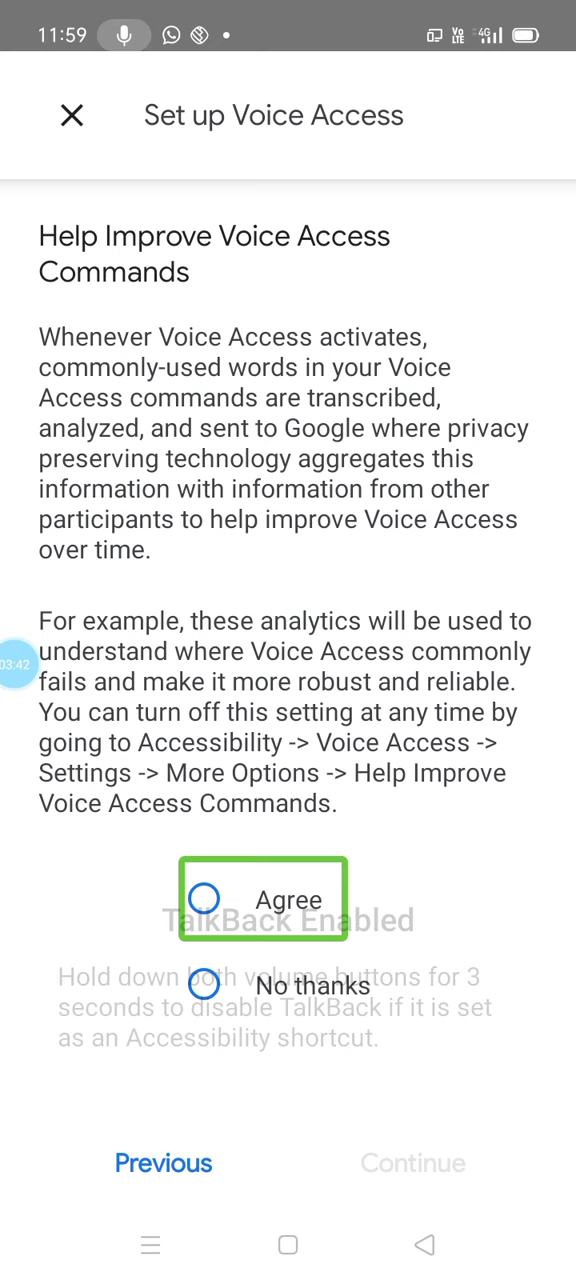 11:59 Vo LTE 4G
Set up Voice Access
Help Improve Voice Access
Commands
Whenever Voice Access activates,
commonly-used words in your Voice
Access commands are transcribed,
analyzed, and sent to Google where privacy
preserving technology aggregates this
information with information from other
participants to help improve Voice Access
over time.
For example, these analytics will be used to
03:42
understand where Voice Access commonly
fails and make it more robust and reliable.
You can turn off this setting at any time by
going to Accessibility -> Voice Access ->
Settings -> More Options -> Help Improve
Voice Access Commands.
Agree
TalkBack Enabled
Hold down both volume buttons for 3
No thanks
seconds to disable TalkBack if it is set
as an Accessibility shortcut.
Previous Continue